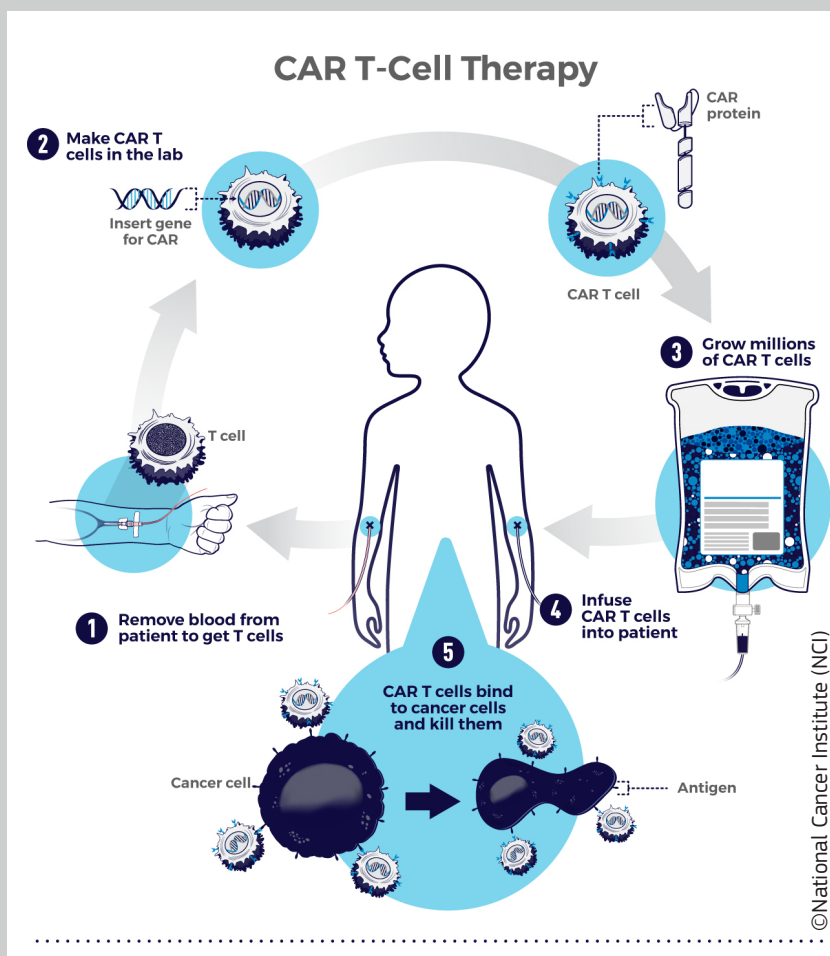 CAR T-Cell Therapy
CAR
protein
2 Make CAR T
cells in the lab
Insert gene
for CAR
CAR T cell
3 Grow millions
of CAR T cells
T cell
1 Remove blood from
patient to get T cells
4 Infuse
CAR T cells
into patient
5
CAR T cells bind
to cancer cells
and kill them
Cancer cell
Antigen
©National Cancer Institute (NCI)